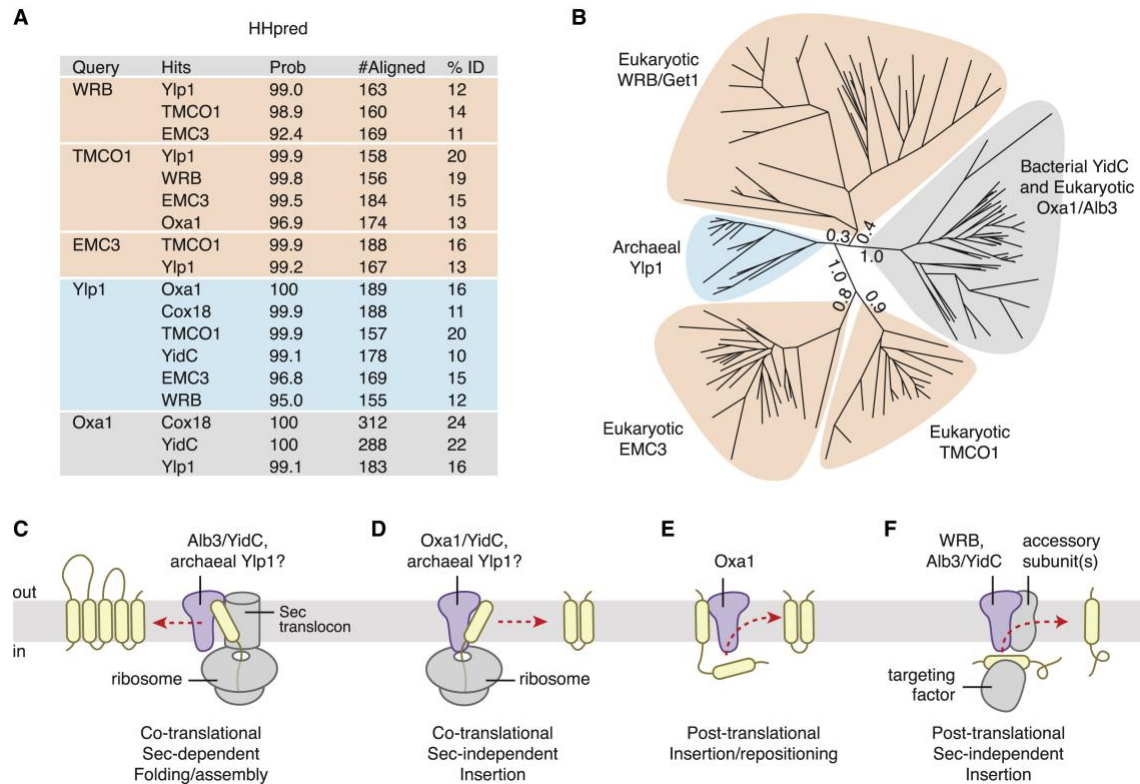 A
HHpred
Query Hits Prob #Aligned % ID
WRB Ylp1 99.0 163 12
TMCO1 98.9 160 14
EMC3 92.4 169 11
TMCO1 Ylp1 99.9 158 20
WRB 99.8 156 19
EMC3 99.5 184 15
Oxa1 96.9 174 13
EMC3 TMCO1 99.9 188 16
Ylp1 99.2 167 13
Ylp1 Oxa1 100 189 16
Cox18 99.9 188 11
TMCO1 99.9 157 20
YidC 99.1 178 10
EMC3 96.8 169 15
WRB 95.0 155 12
Oxa1 Cox18 100 312 24
YidC 100 288 22
Ylp1 99.1 183 16
B
Eukaryotic
WRB/Get1
Bacterial YidC
and Eukaryotic
Oxa1/Alb3
Archaeal
Ylp1
0.3
0.4
1.0
1.0
0.8
0.9
Eukaryotic
EMC3
Eukaryotic
TMCO1
C
Alb3/YidC,
archaeal Ylp1?
out
in
Sec
translocon
ribosome
Co-translational
Sec-dependent
Folding/assembly
D
Oxa1/YidC,
archaeal Ylp1?
ribosome
Co-translational
Sec-independent
Insertion
E
Oxa1
Post-translational
Insertion/repositioning
F
WRB,
Alb3/YidC
accessory
subunit(s)
targeting
factor
Post-translational
Sec-independent
Insertion